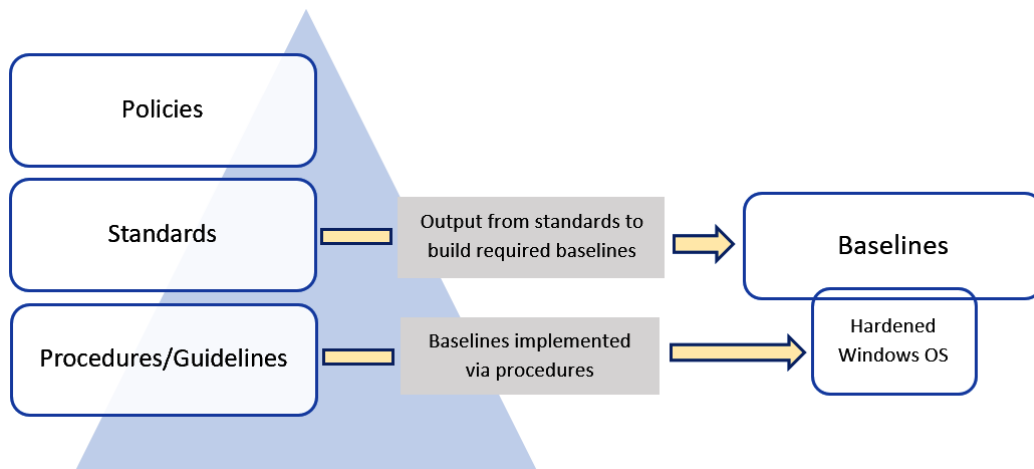 Policies
Standards
Output from standards to
build required baselines
Baselines
Procedures/Guidelines
Baselines implemented
via procedures
Hardened
Windows OS